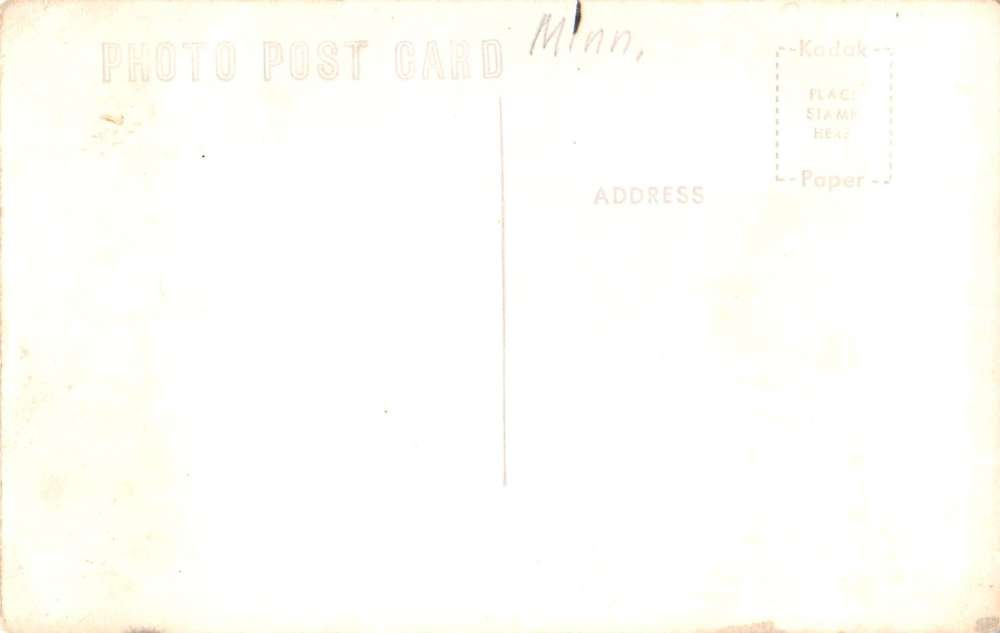 PHOTO POST CARD
Minn,
Kodak
PLACE
STAMP
HERE
Paper
ADDRESS